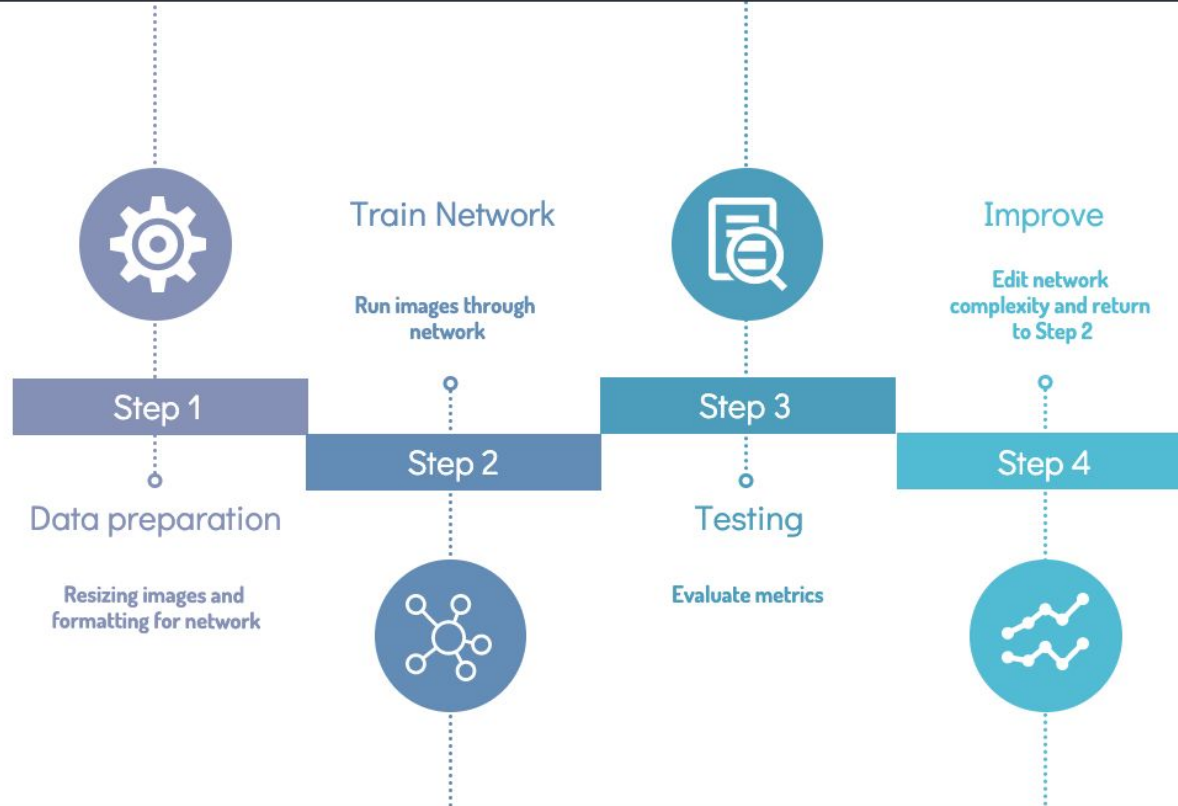 Step 1
Data preparation
Resizing images and
formatting for network
Train Network
Run images through
network
Step 2
Step 3
Testing
Evaluate metrics
Improve
Edit network
complexity and return
to Step 2
Step 4